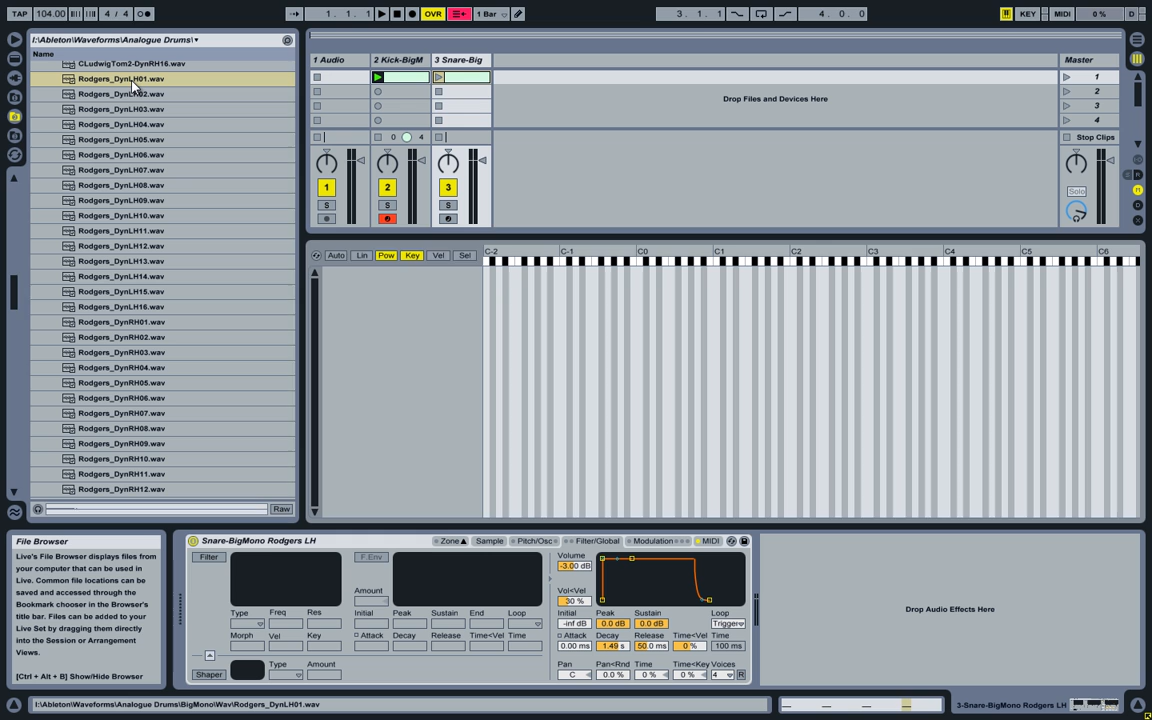 TAP 104.00 4 / 4 1. 1. 1 OVR 1 Bar 3. 1. 1 4. 0. 0 KEY MIDI 0 % D
I:\Ableton\Waveforms\Analogue Drums\
Name
CLudwigTom2-DynRH16.wav
Rodgers_DynLH01.wav
Rodgers_DynLH02.wav
Rodgers_DynLH03.wav
Rodgers_DynLH04.wav
Rodgers_DynLH05.wav
Rodgers_DynLH06.wav
Rodgers_DynLH07.wav
Rodgers_DynLH08.wav
Rodgers_DynLH09.wav
Rodgers_DynLH10.wav
Rodgers_DynLH11.wav
Rodgers_DynLH12.wav
Rodgers_DynLH13.wav
Rodgers_DynLH14.wav
Rodgers_DynLH15.wav
Rodgers_DynLH16.wav
Rodgers_DynRH01.wav
Rodgers_DynRH02.wav
Rodgers_DynRH03.wav
Rodgers_DynRH04.wav
Rodgers_DynRH05.wav
Rodgers_DynRH06.wav
Rodgers_DynRH07.wav
Rodgers_DynRH08.wav
Rodgers_DynRH09.wav
Rodgers_DynRH10.wav
Rodgers_DynRH11.wav
Rodgers_DynRH12.wav
Raw
1 Audio 2 Kick-BigM 3 Snare-Big Master
1
2
3
4
Drop Files and Devices Here
0 4 Stop Clips
1 2 3
S S S Solo
Auto Lin Pow Key Vel Sel C-2 C-1 C0 C1 C2 C3 C4 C5 C6
File Browser
Live's File Browser displays files from
your computer that can be used in
Live. Common file locations can be
saved and accessed through the
Bookmark chooser in the Browser's
title bar. Files can be added to your
Live Set by dragging them directly
into the Session or Arrangement
Views.
[Ctrl + Alt + B] Show/Hide Browser
Snare-BigMono Rodgers LH Zone Sample Pitch/Osc Filter/Global Modulation MIDI
Filter F.Env Volume
-3.00 dB
Amount Vol<Vel
30 %
Type Freq Res Initial Peak Sustain End Loop Initial Peak Sustain Loop
-inf dB 0.0 dB 0.0 dB Trigger
Morph Vel Key Attack Decay Release Time<Vel Time Attack Decay Release Time<Vel Time
0.00 ms 1.49 s 50.0 ms 0 % 100 ms
Type Amount Pan Pan<Rnd Time Time<Key Voices
Shaper C 0.0 % 0 % 0 % 4 R
Drop Audio Effects Here
I:\Ableton\Waveforms\Analogue Drums\BigMono\Wav\Rodgers_DynLH01.wav
3-Snare-BigMono Rodgers LH